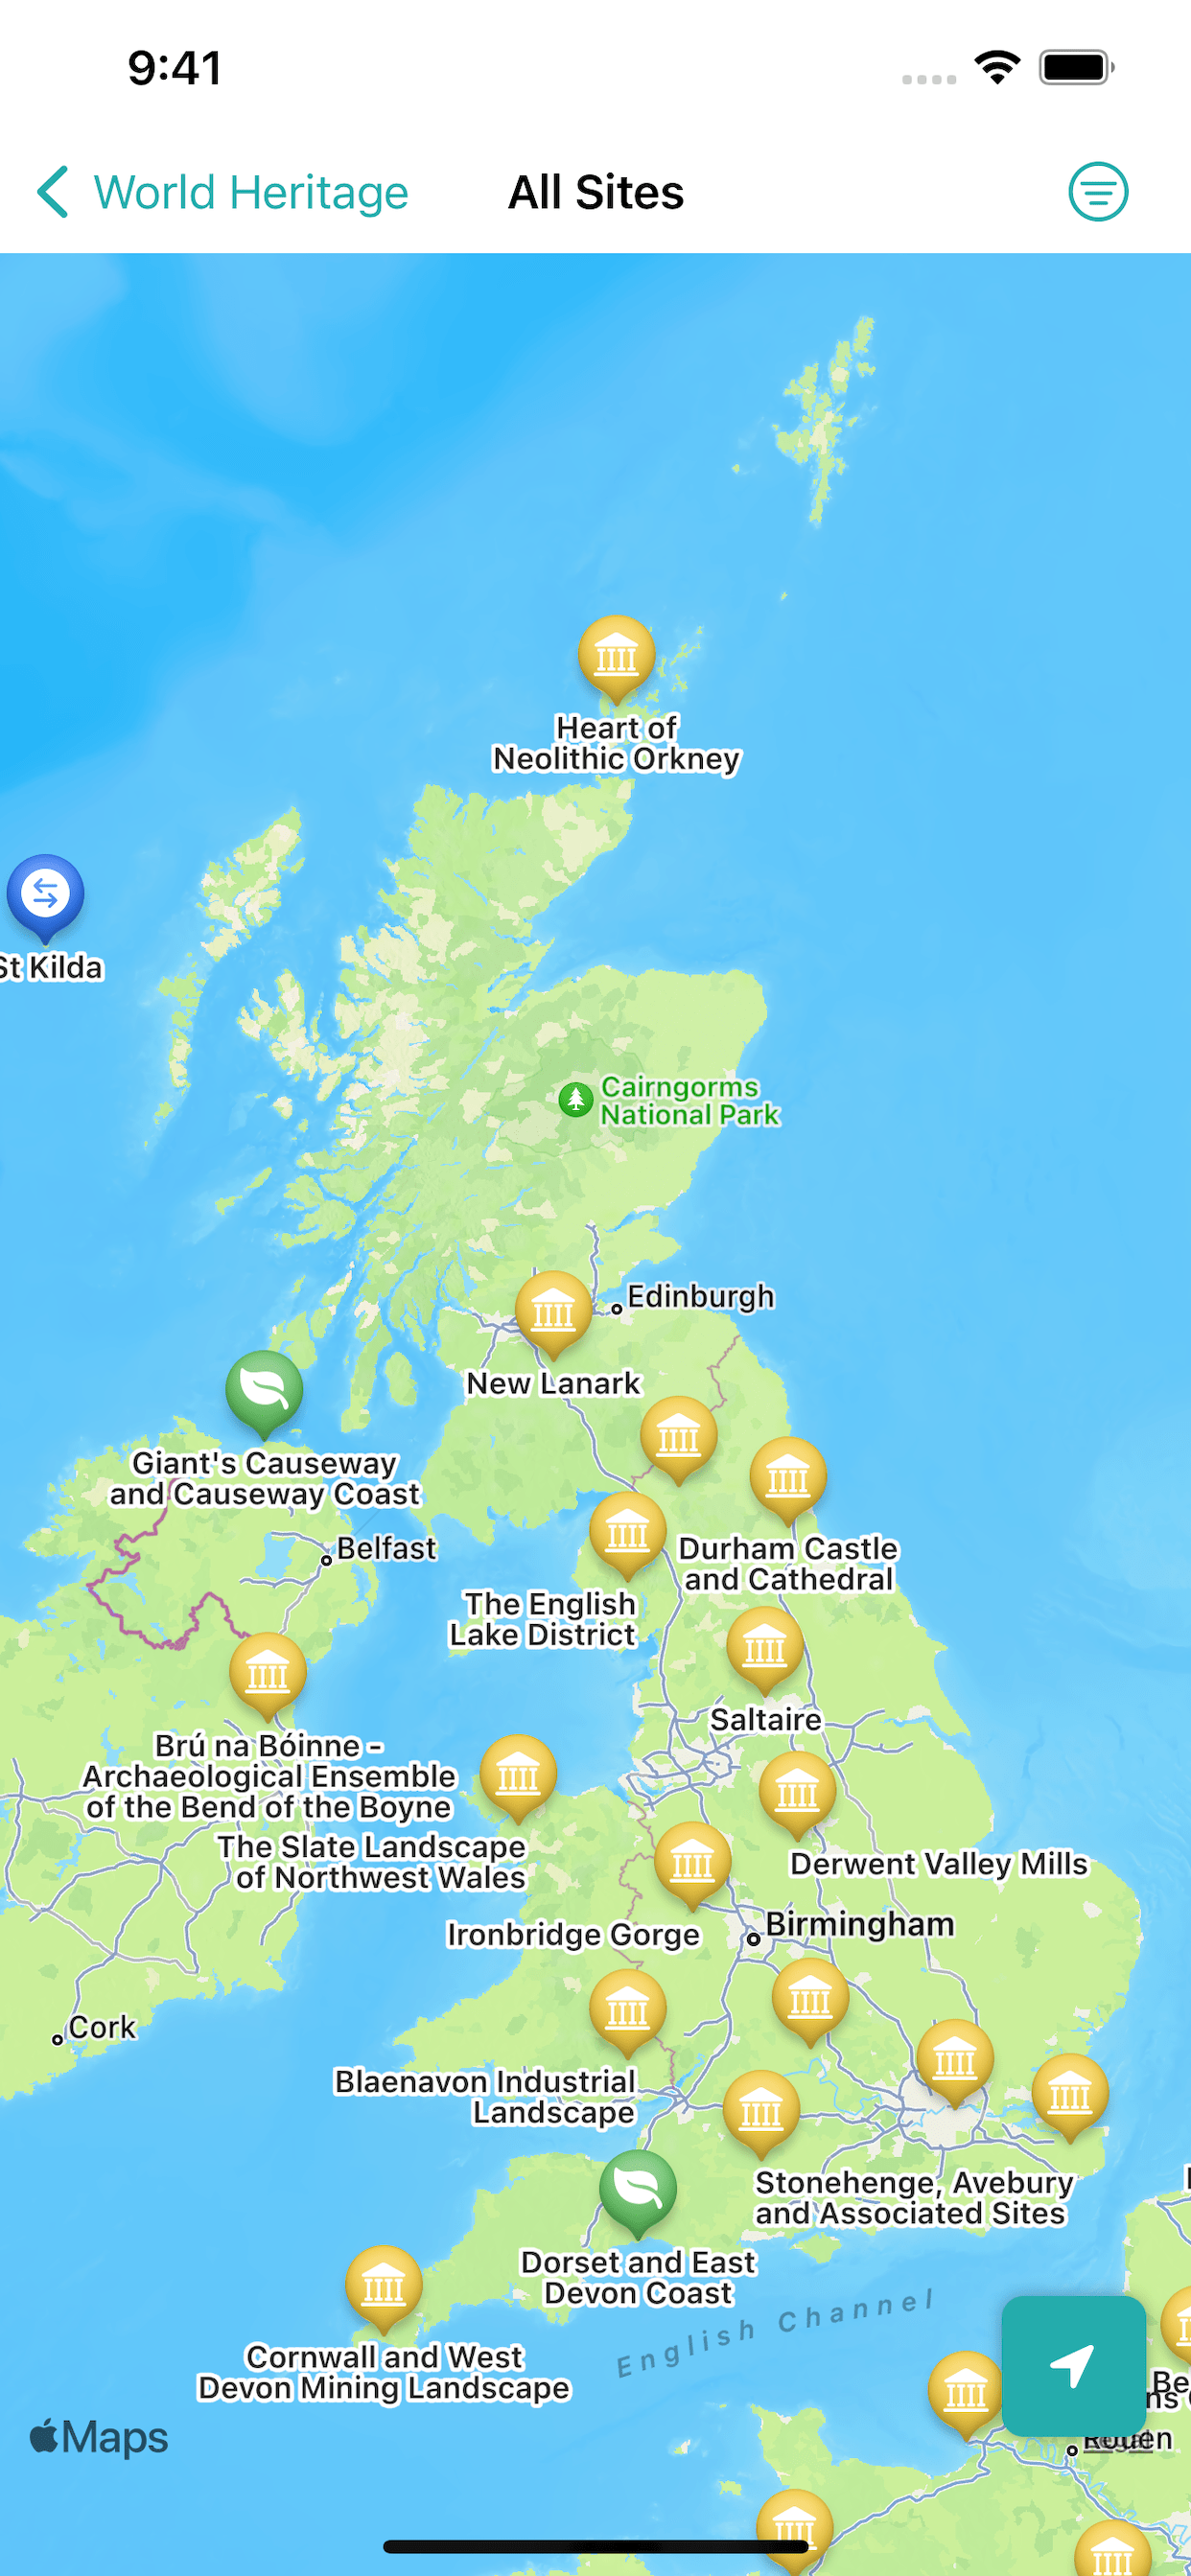 9:41
World Heritage
All Sites
Heart of
Neolithic Orkney
St Kilda
Cairngorms
National Park
Edinburgh
New Lanark
Giant's Causeway
and Causeway Coast
Belfast
Durham Castle
and Cathedral
The English
Lake District
Saltaire
Brú na Bóinne -
Archaeological Ensemble
of the Bend of the Boyne
The Slate Landscape
of Northwest Wales
Derwent Valley Mills
Ironbridge Gorge
Birmingham
Cork
Blaenavon Industrial
Landscape
Stonehenge, Avebury
and Associated Sites
Dorset and East
Devon Coast
English Channel
Cornwall and West
Devon Mining Landscape
Be
ns
Maps
Rouen